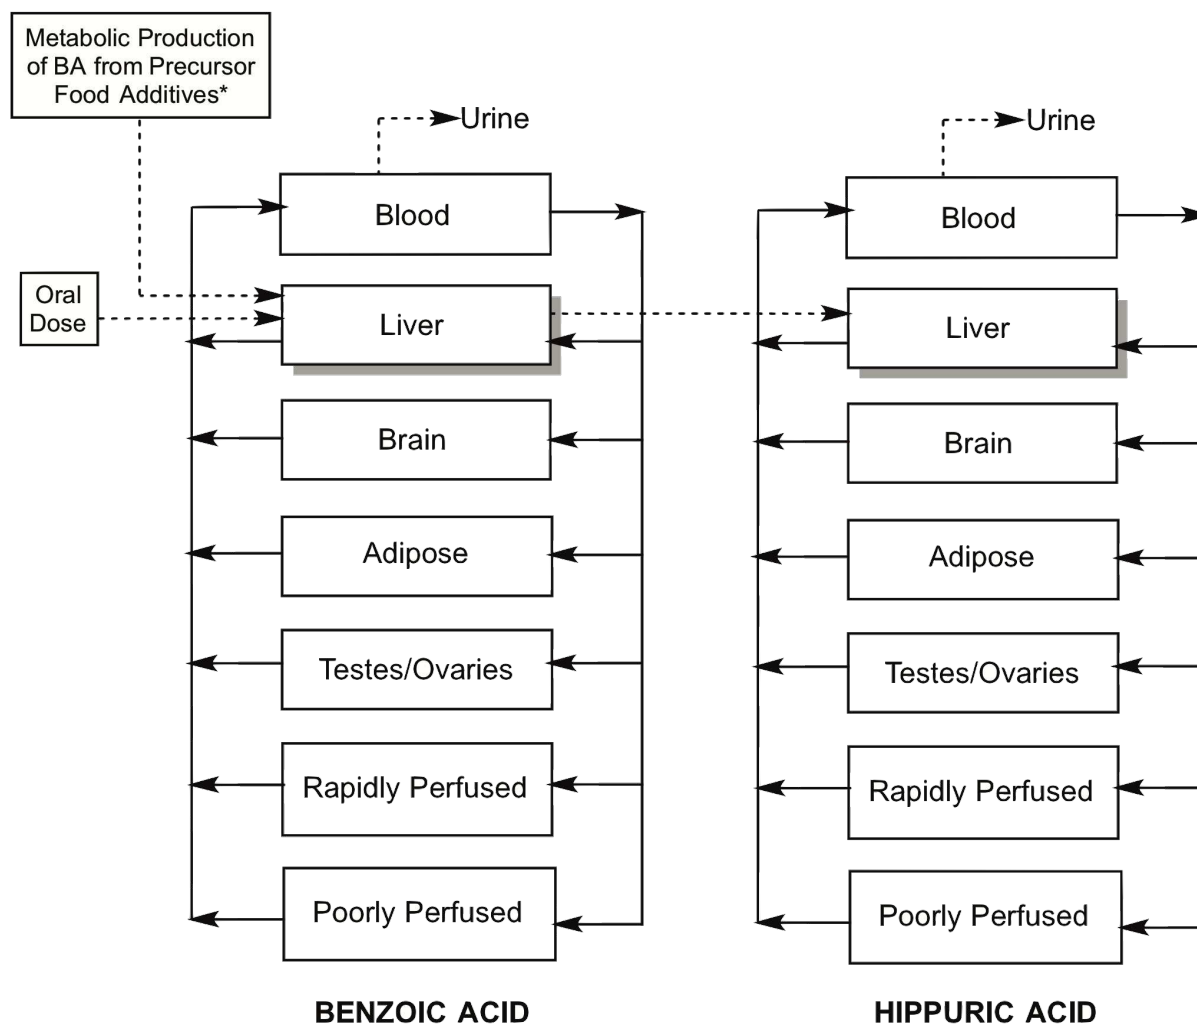 Metabolic Production
of BA from Precursor
Food Additives*
Urine
Blood
Oral
Dose
Liver
Brain
Adipose
Testes/Ovaries
Rapidly Perfused
Poorly Perfused
BENZOIC ACID
Urine
Blood
Liver
Brain
Adipose
Testes/Ovaries
Rapidly Perfused
Poorly Perfused
HIPPURIC ACID